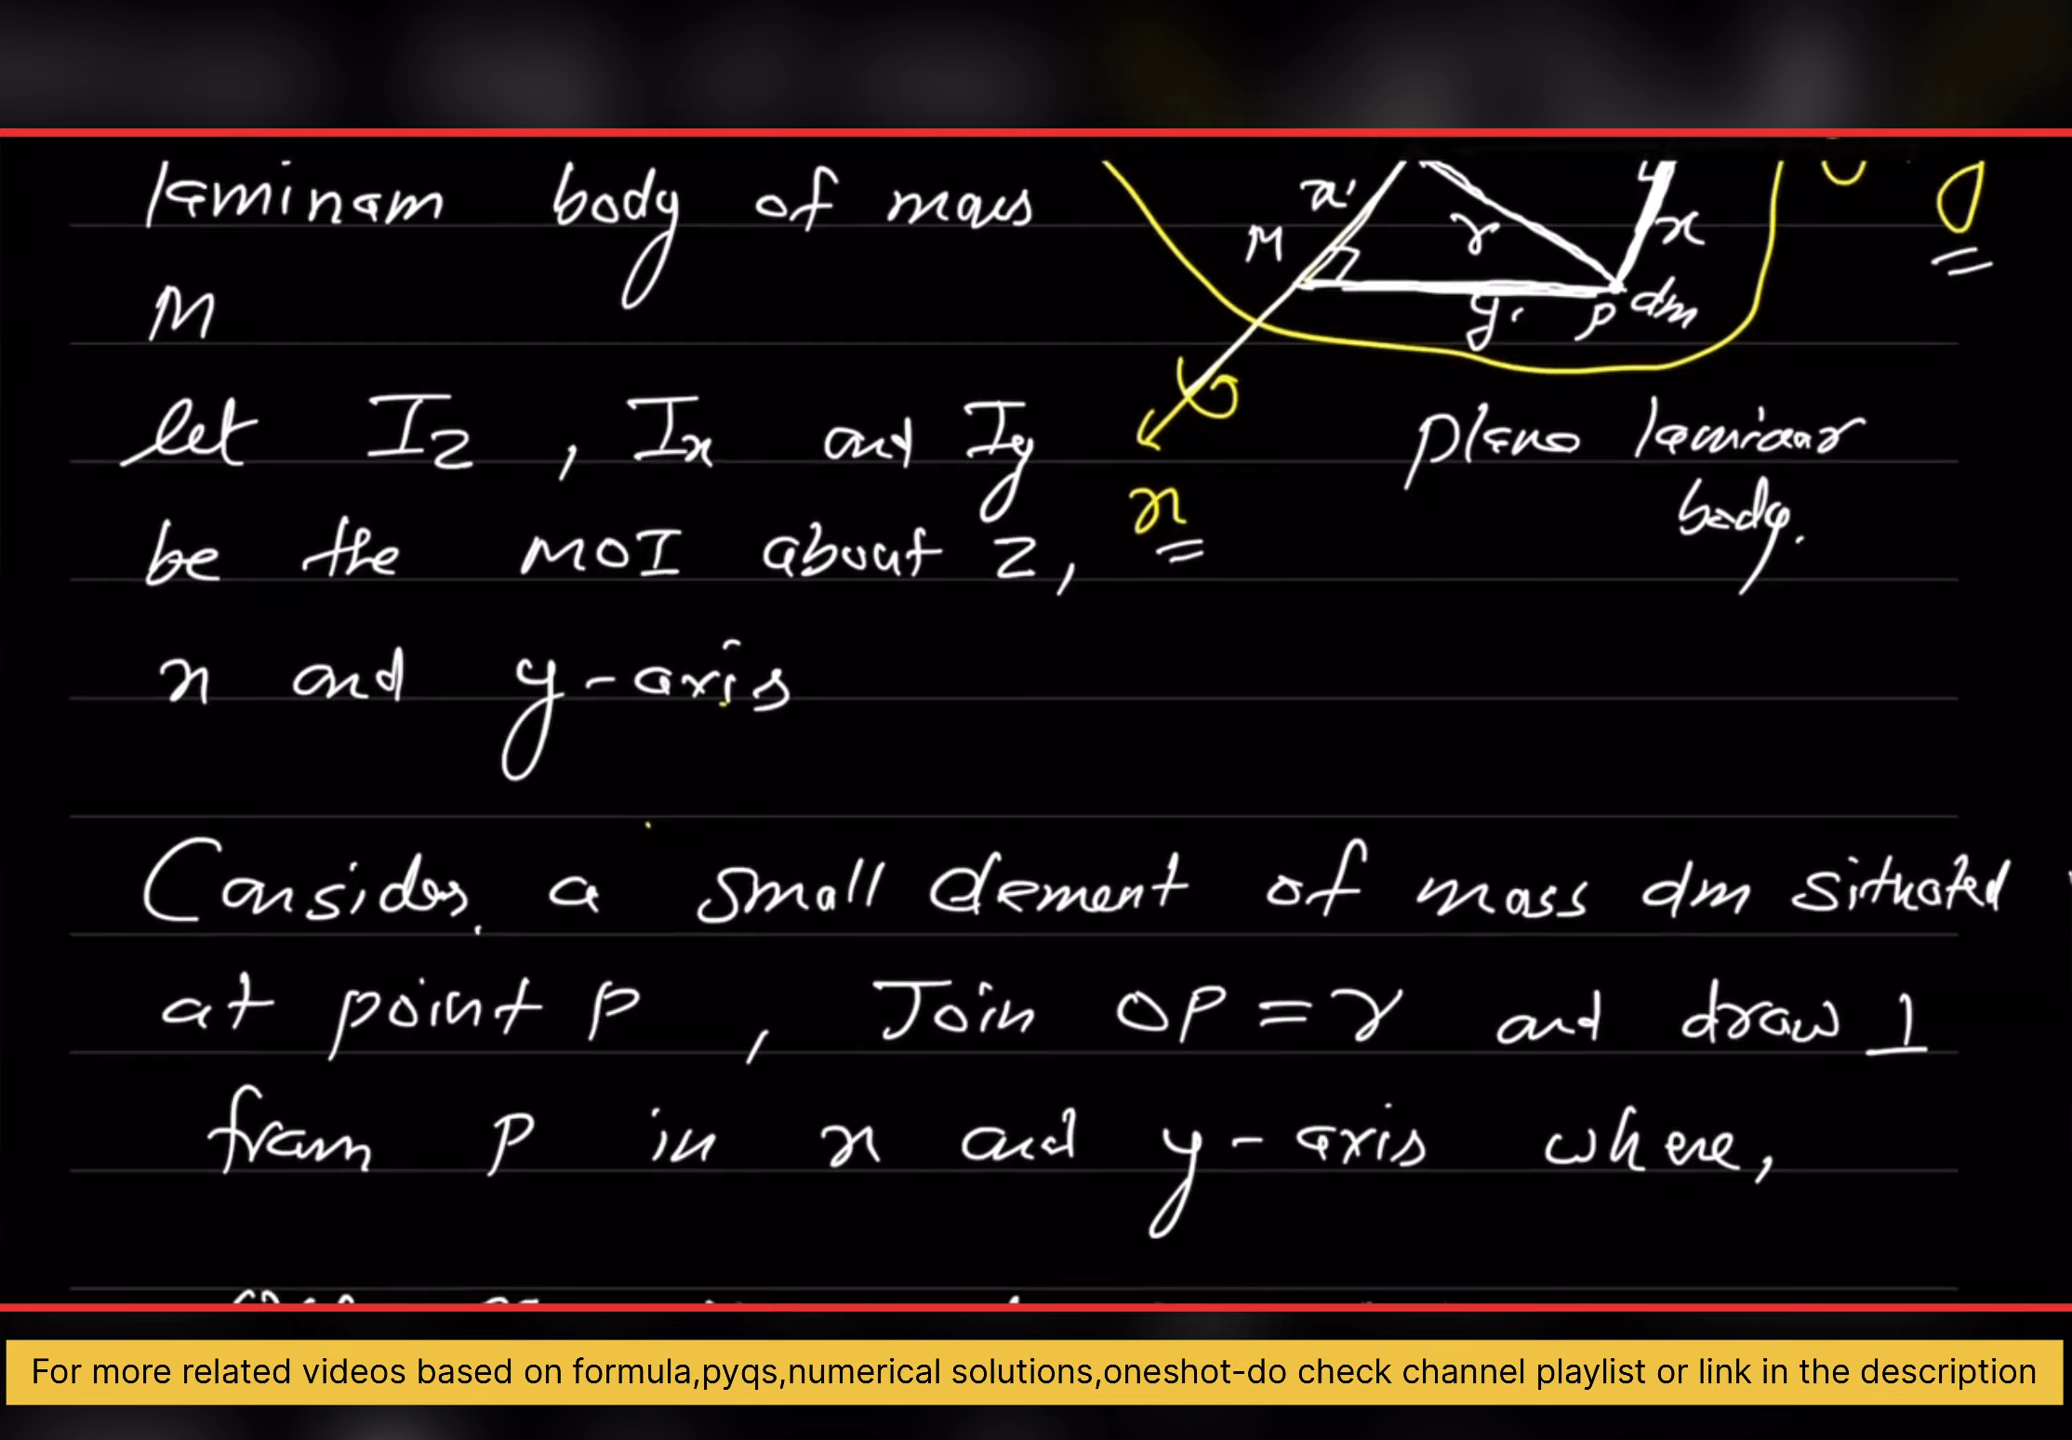 laminam body of mass
M
x'
r
x
M
y'
P
dm
let Iz , Ix and Iy
be the MOI about z,
x
plane laminar
body.
x and y-axis
Consider a small element of mass dm situated
at point P , Join OP = r and draw ⊥
from P in x and y-axis where,
For more related videos based on formula,pyqs,numerical solutions,oneshot-do check channel playlist or link in the description